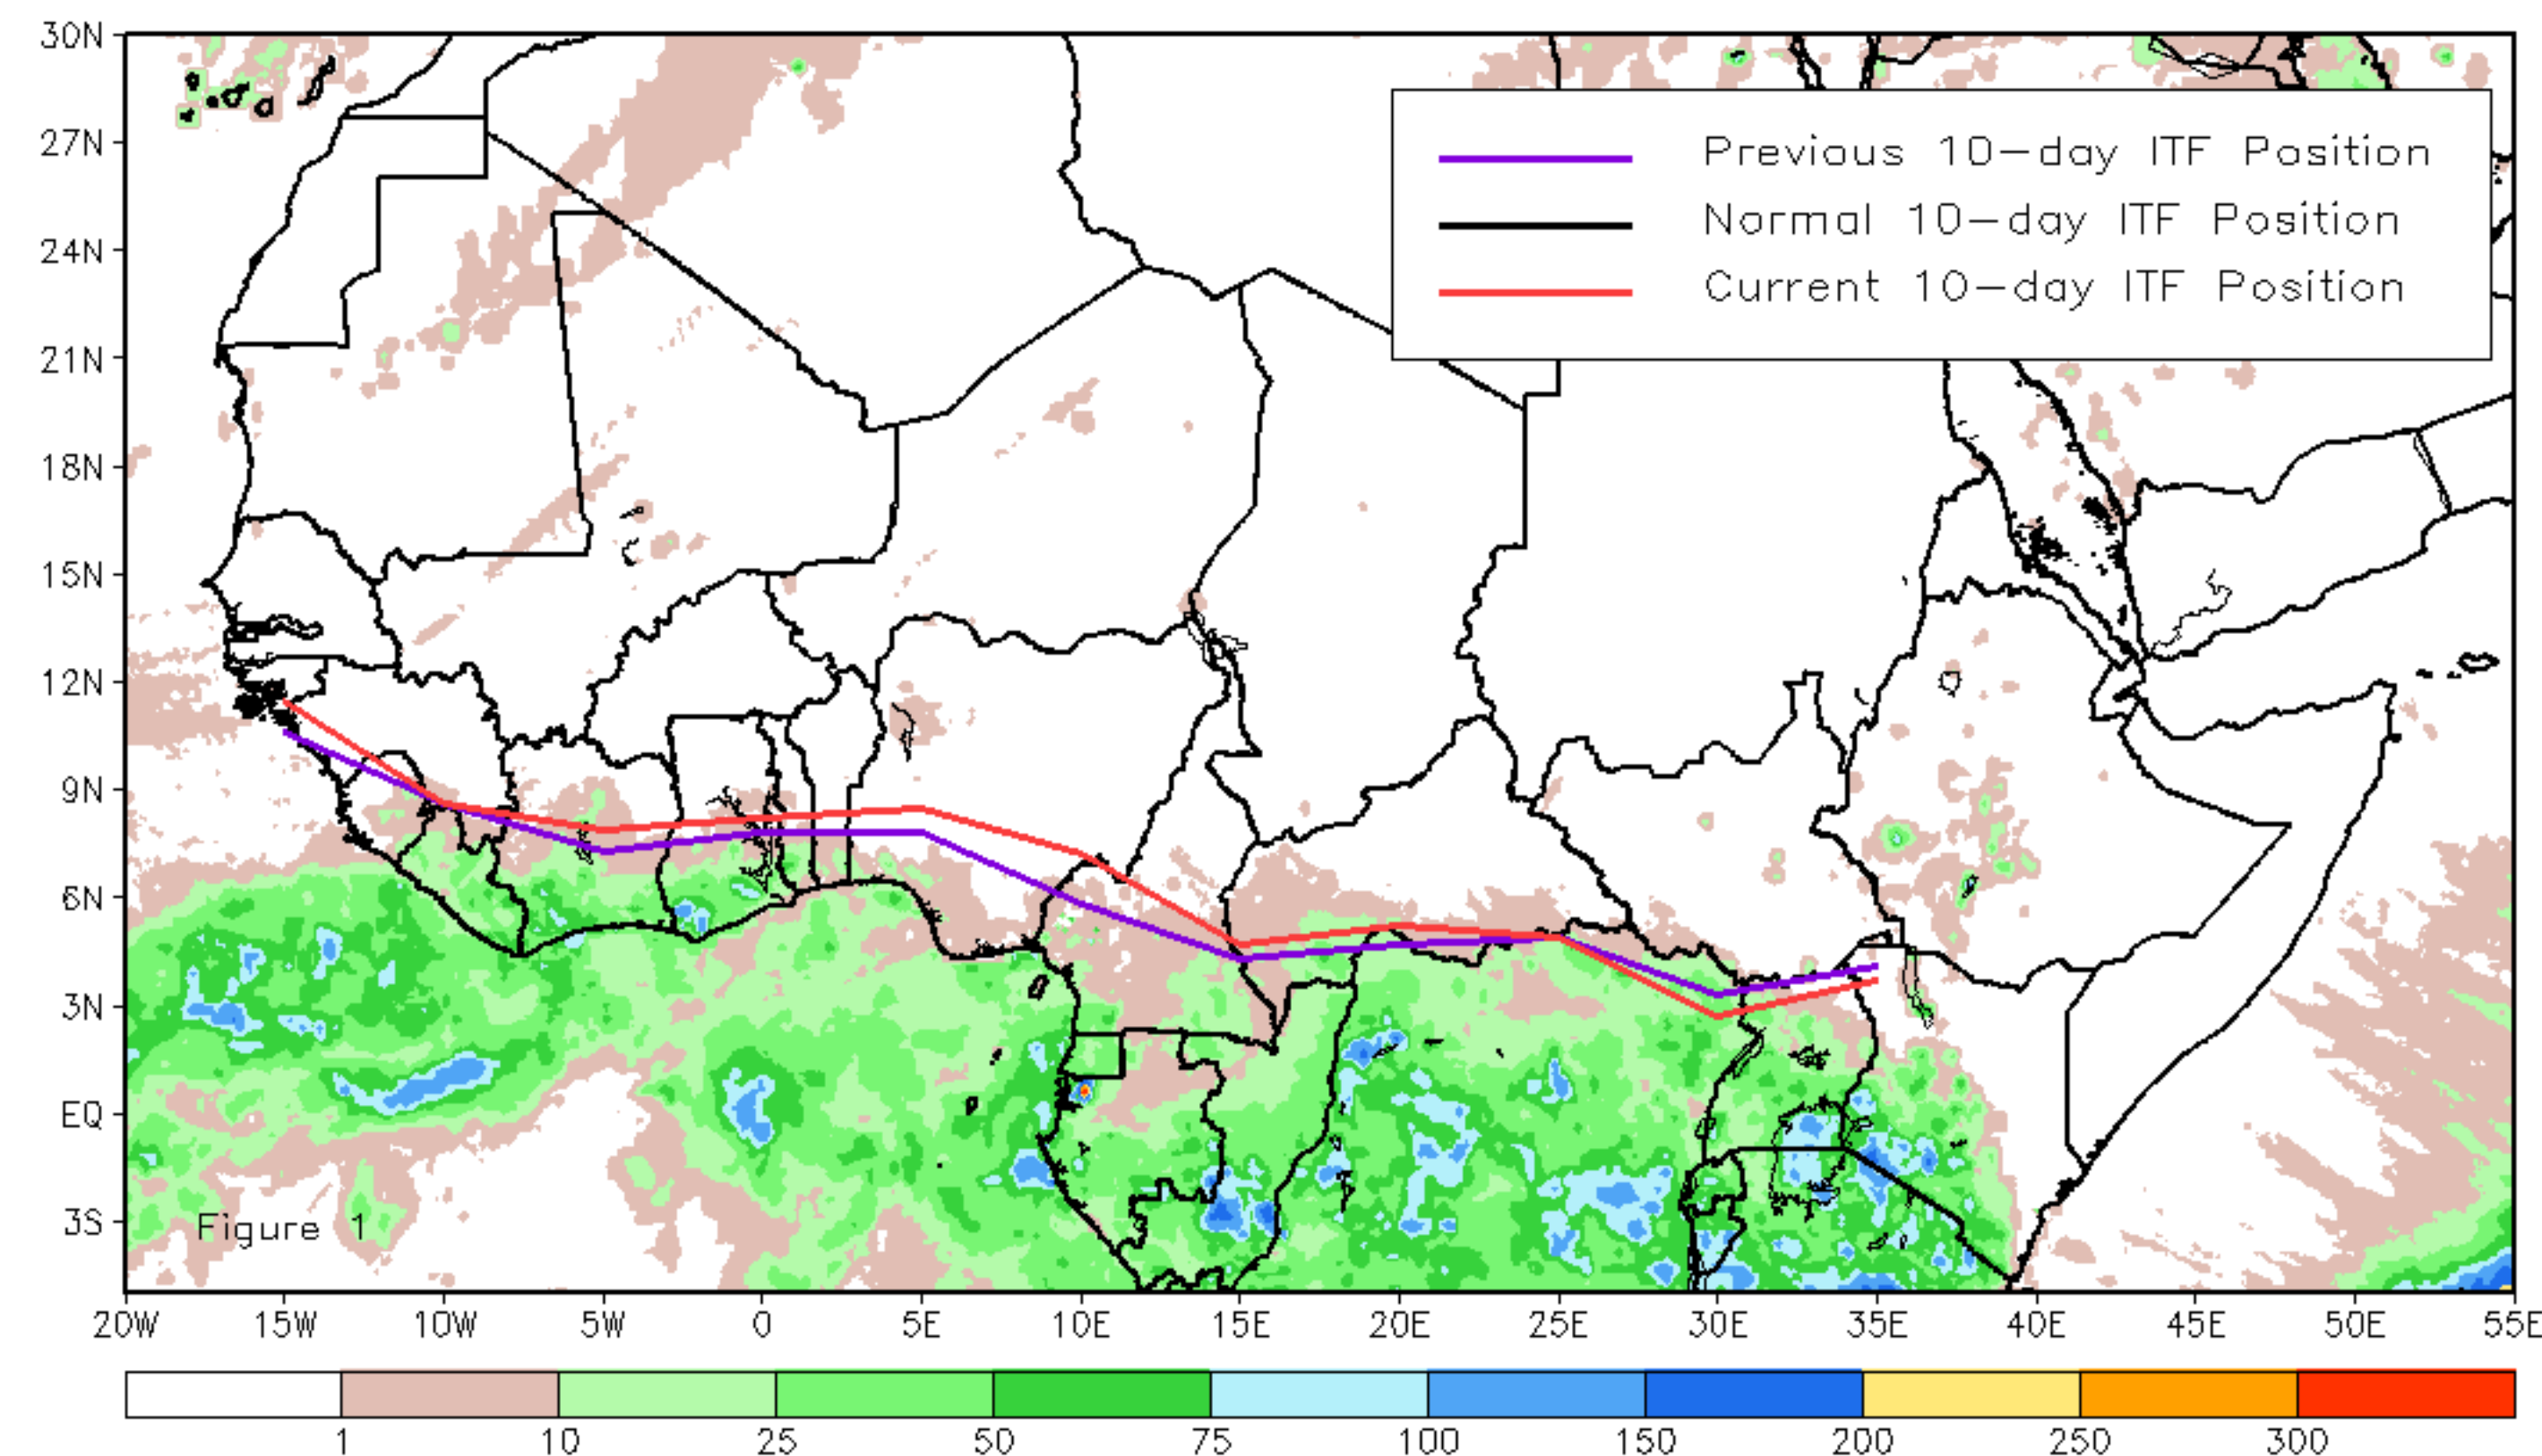 30N
27N
24N
21N
18N
15N
12N
9N
6N
3N
EQ
3S
Previous 10-day ITF Position
Normal 10-day ITF Position
Current 10-day ITF Position
Figure 1
20W 15W 10W 5W 0 5E 10E 15E 20E 25E 30E 35E 40E 45E 50E 55E
1 10 25 50 75 100 150 200 250 300